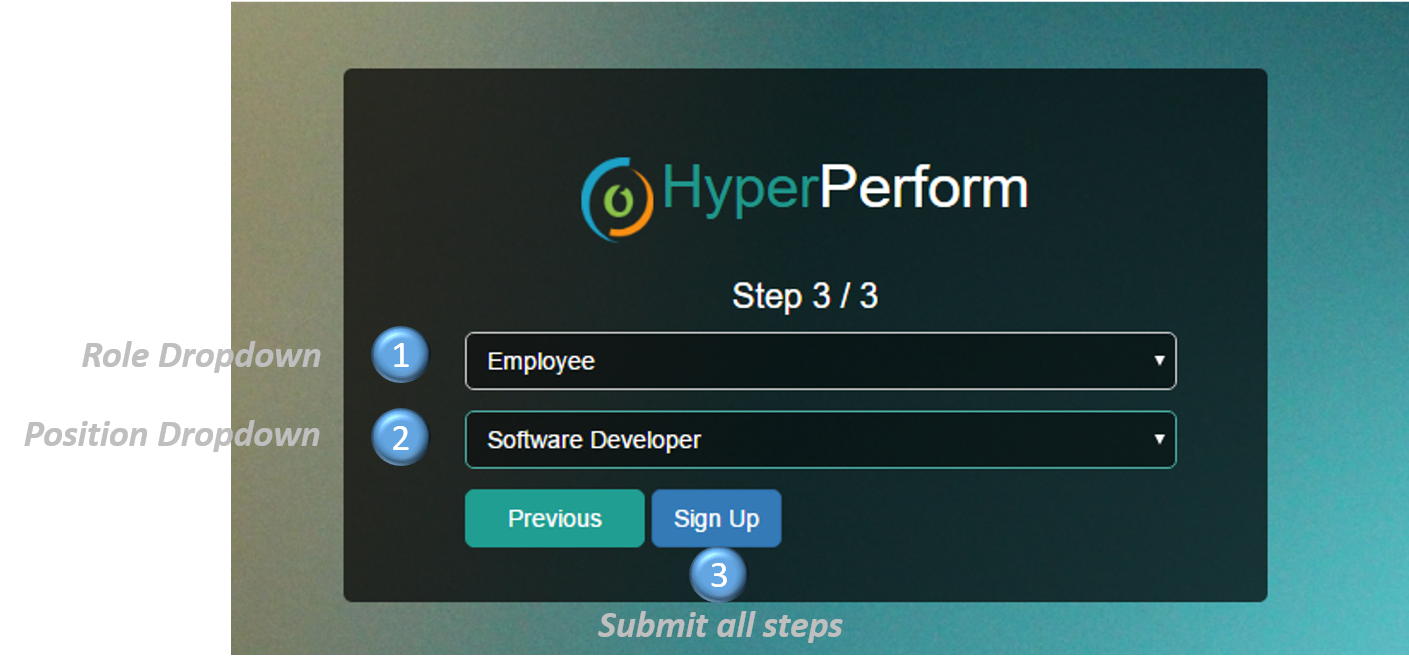 HyperPerform
Step 3 / 3
Role Dropdown 1 Employee
Position Dropdown 2 Software Developer
Previous Sign Up
3
Submit all steps